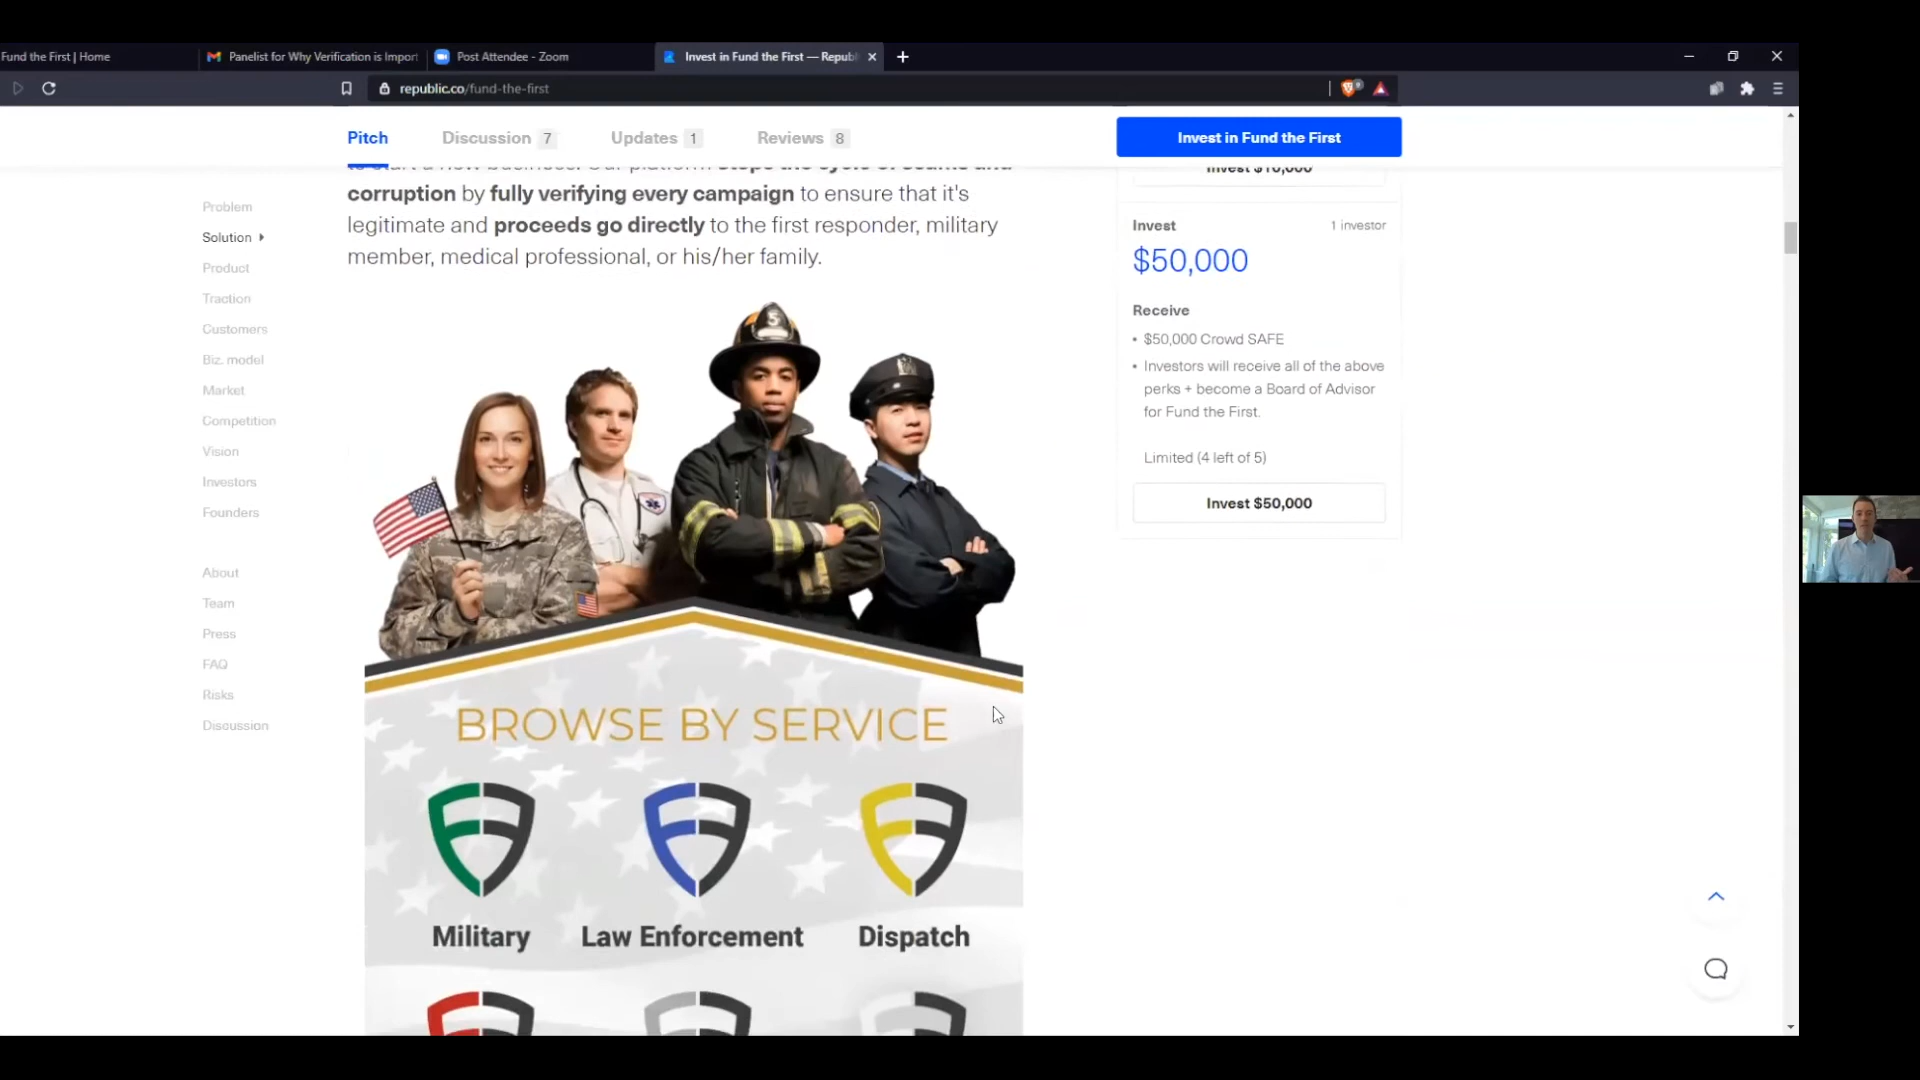 Fund the First | Home
Panelist for Why Verification is Import
Post Attendee - Zoom
Invest in Fund the First — Republ
republic.co/fund-the-first
Pitch
Discussion 7
Updates 1
Reviews 8
Invest in Fund the First
corruption by fully verifying every campaign to ensure that it's
legitimate and proceeds go directly to the first responder, military
member, medical professional, or his/her family.
Problem
Solution
Product
Traction
Customers
Biz. model
Market
Competition
Vision
Investors
Founders
About
Team
Press
FAQ
Risks
Discussion
5
BROWSE BY SERVICE
Military
Law Enforcement
Dispatch
Invest $10,000
Invest
1 investor
$50,000
Receive
• $50,000 Crowd SAFE
• Investors will receive all of the above
perks + become a Board of Advisor
for Fund the First.
Limited (4 left of 5)
Invest $50,000